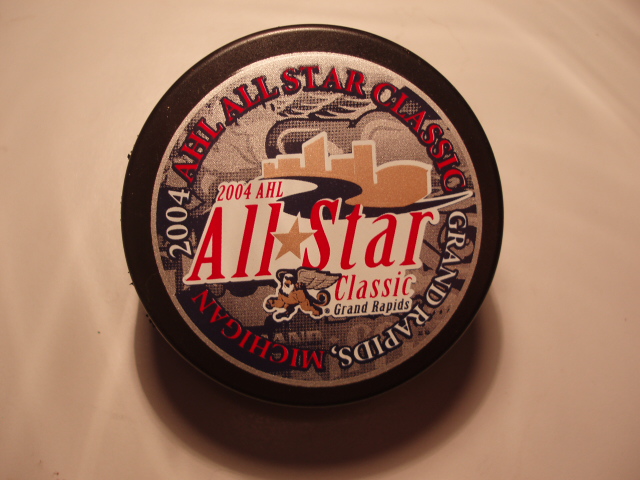 2004 AHL ALL STAR CLASSIC
GRAND RAPIDS, MICHIGAN
2004 AHL
All Star
Classic
Grand Rapids